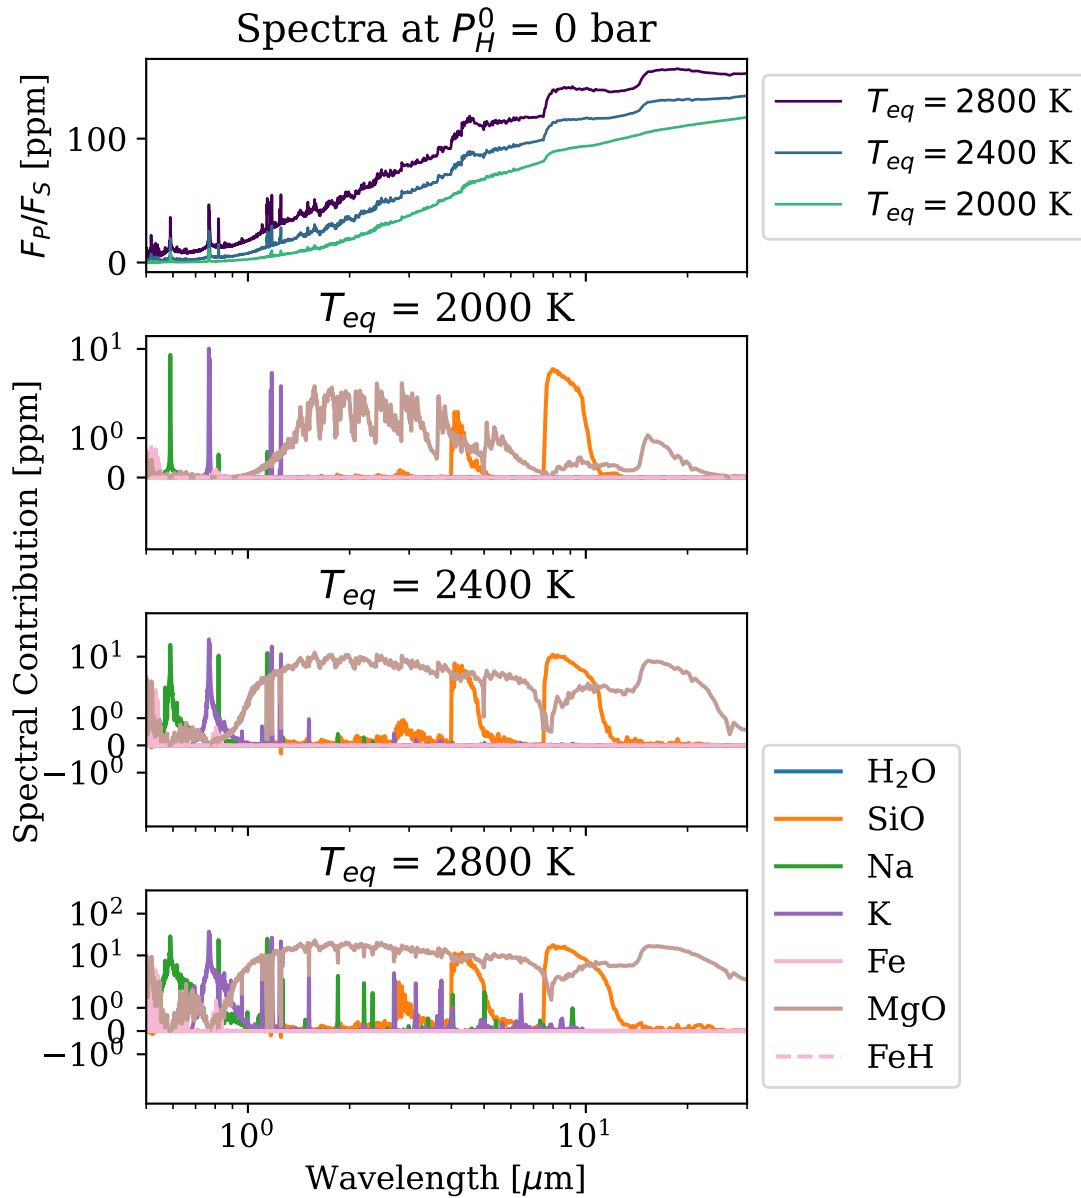 Spectra at P_H^0 = 0 bar
F_P/F_S [ppm]
100
0
T_eq = 2800 K
T_eq = 2400 K
T_eq = 2000 K
T_eq = 2000 K
10^1
10^0
0
Spectral Contribution [ppm]
T_eq = 2400 K
10^1
10^0
0
−10^0
T_eq = 2800 K
10^2
10^1
10^0
0
−10^0
10^0 10^1
Wavelength [μm]
H₂O
SiO
Na
K
Fe
MgO
FeH